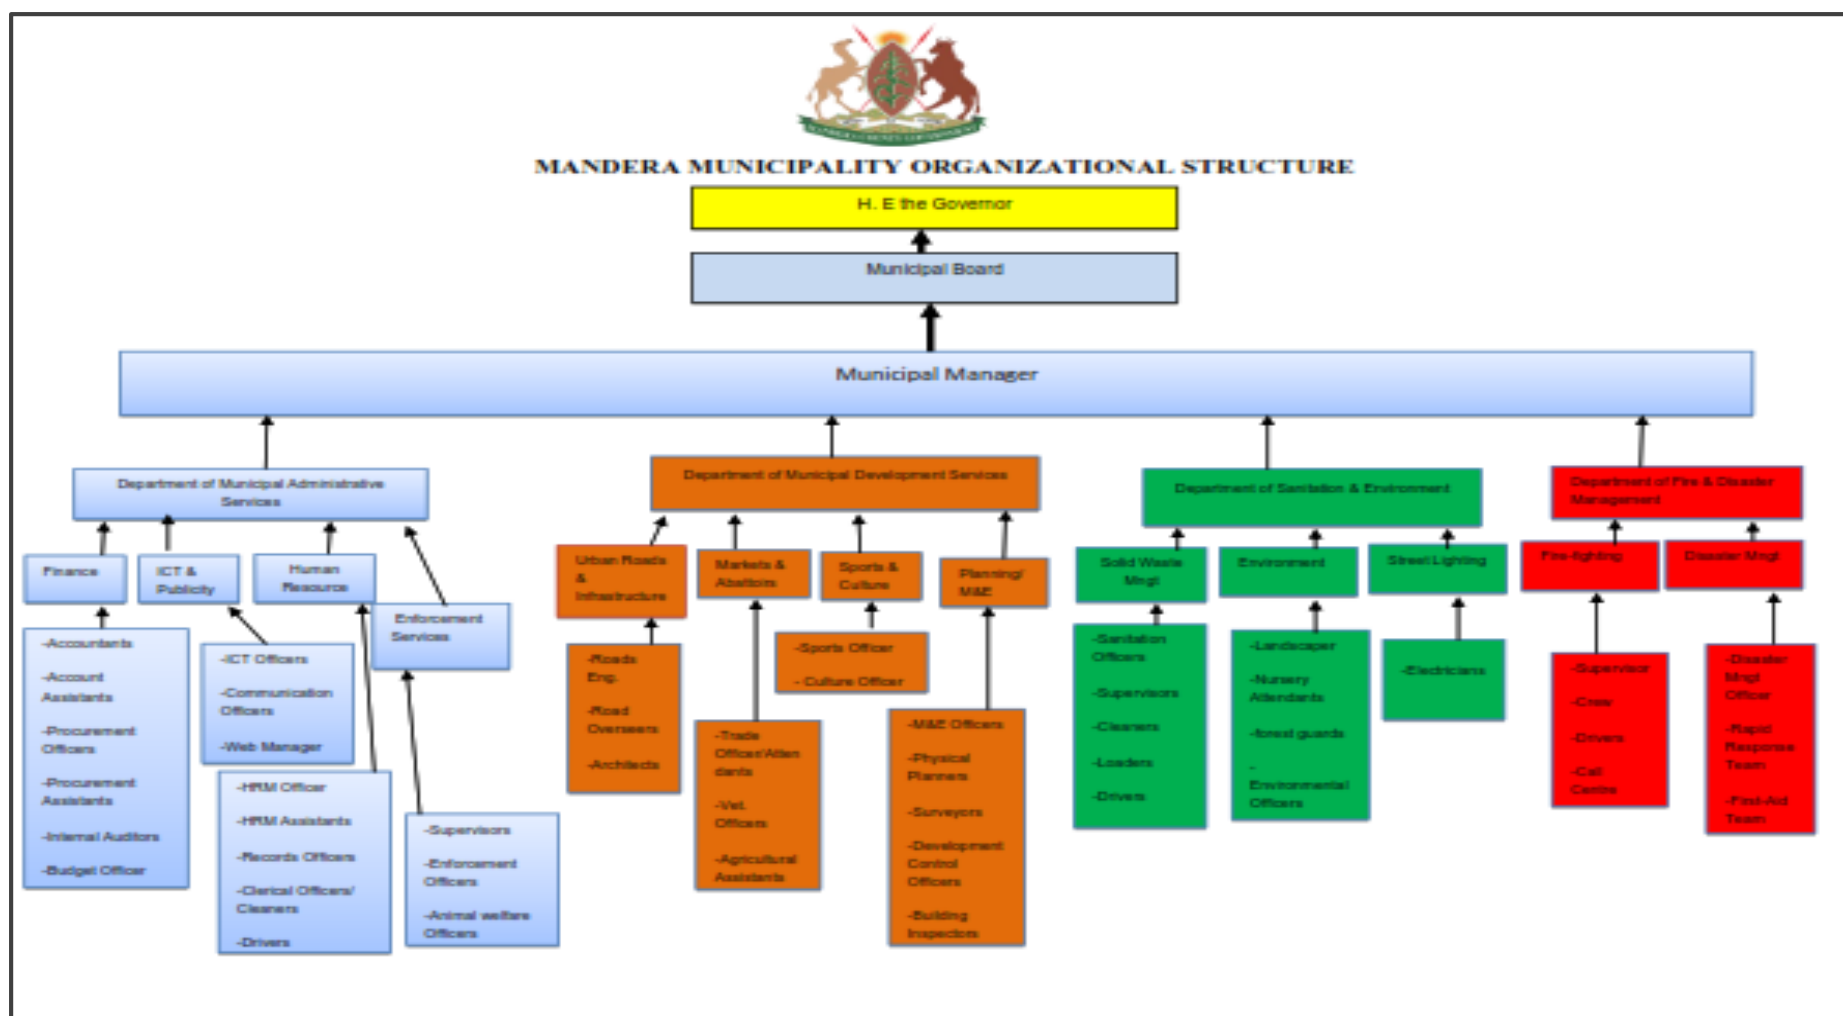 MANDERA MUNICIPALITY ORGANIZATIONAL STRUCTURE
H. E the Governor
Municipal Board
Municipal Manager
Department of Municipal Administrative
Services
Department of Municipal Development Services
Department of Sanitation & Environment
Department of Fire & Disaster
Management
Finance
ICT &
Publicity
Human
Resource
Enforcement
Services
Urban Roads
&
Infrastructure
Markets &
Abattoirs
Sports &
Culture
Planning/
M&E
Solid Waste
Mngt
Environment
Street Lighting
Fire-fighting
Disaster Mngt
-Accountants
-Account
Assistants
-Procurement
Officers
-Procurement
Assistants
-Internal Auditors
-Budget Officer
-ICT Officers
-Communication
Officers
-Web Manager
-HRM Officer
-HRM Assistants
-Records Officers
-Clerical Officers/
Cleaners
-Drivers
-Supervisors
-Enforcement
Officers
-Animal welfare
Officers
-Roads
Eng.
-Road
Overseers
-Architects
-Trade
Officer/Atten
dants
-Vet.
Officers
-Agricultural
Assistants
-Sports Officer
- Culture Officer
-M&E Officers
-Physical
Planners
-Surveyors
-Development
Control
Officers
-Building
Inspectors
-Sanitation
Officers
-Supervisors
-Cleaners
-Loaders
-Drivers
-Landscaper
-Nursery
Attendants
-forest guards
-
Environmental
Officers
-Electricians
-Supervisor
-Crew
-Drivers
-Call
Centre
-Disaster
Mngt
Officer
-Rapid
Response
Team
-First-Aid
Team